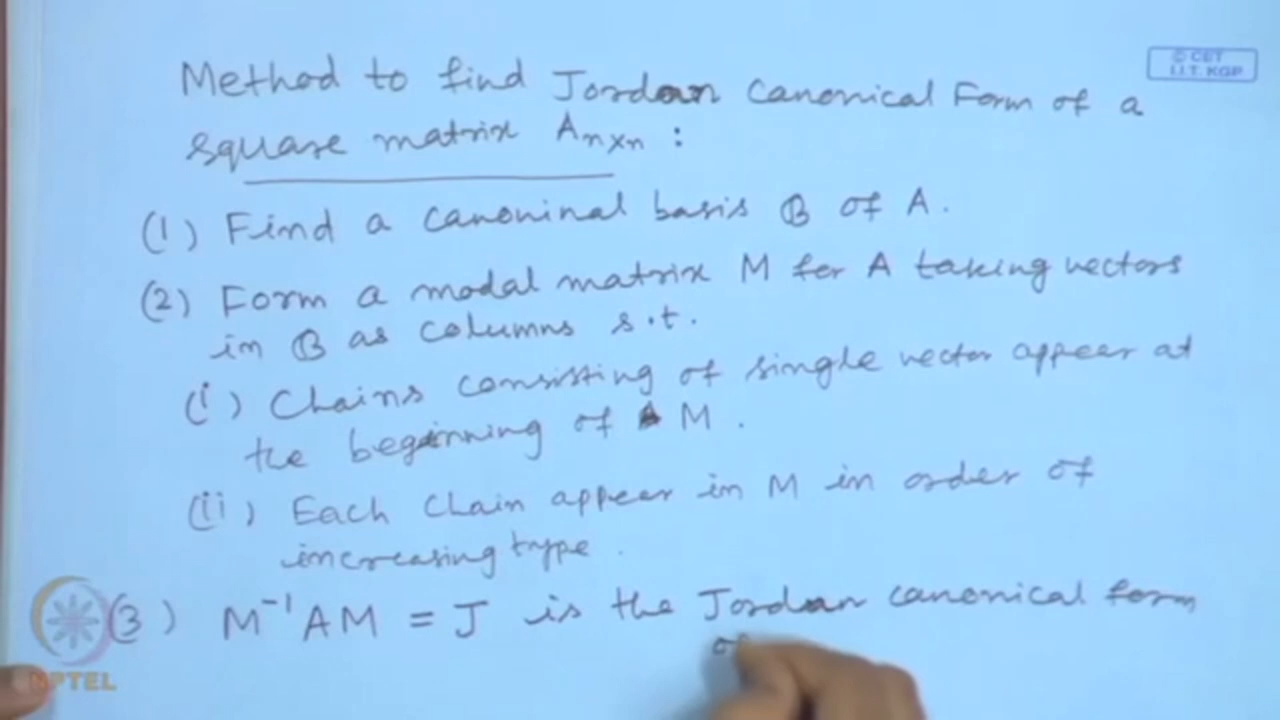 © CET
I.I.T. KGP
Method to find Jordan Canonical Form of a
square matrix Anxn :
(1) Find a canoninal basis B of A.
(2) Form a modal matrix M for A taking vectors
in B as columns s.t.
(i) Chains consisting of single vector appear at
the beginning of M .
(ii) Each Chain appear in M in order of
increasing type .
(3) M⁻¹AM = J is the Jordan canonical form
of
NPTEL